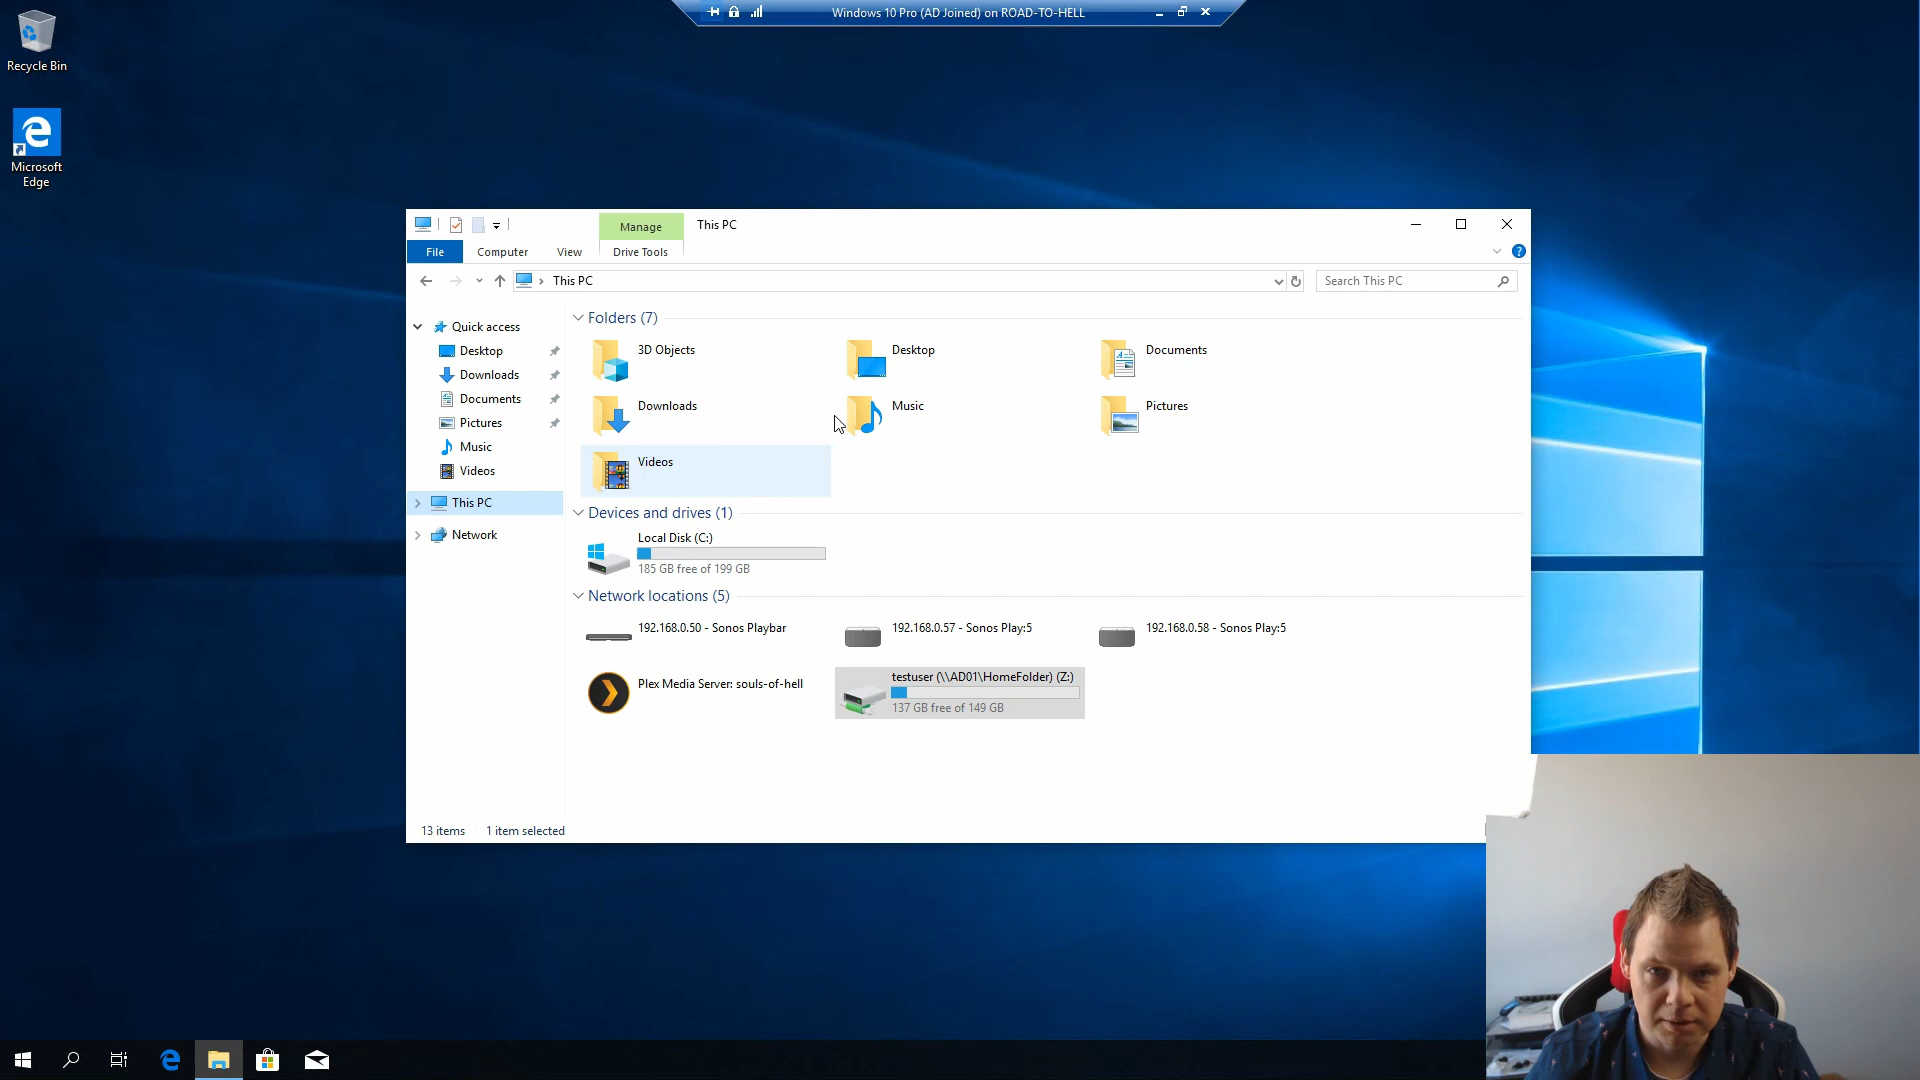 Windows 10 Pro (AD Joined) on ROAD-TO-HELL
Recycle Bin
Microsoft
Edge
Manage
This PC
File
Computer
View
Drive Tools
This PC
Search This PC
Quick access
Desktop
Downloads
Documents
Pictures
Music
Videos
This PC
Network
Folders (7)
3D Objects
Desktop
Documents
Downloads
Music
Pictures
Videos
Devices and drives (1)
Local Disk (C:)
185 GB free of 199 GB
Network locations (5)
192.168.0.50 - Sonos Playbar
192.168.0.57 - Sonos Play:5
192.168.0.58 - Sonos Play:5
Plex Media Server: souls-of-hell
testuser (\\AD01\HomeFolder) (Z:)
137 GB free of 149 GB
13 items
1 item selected